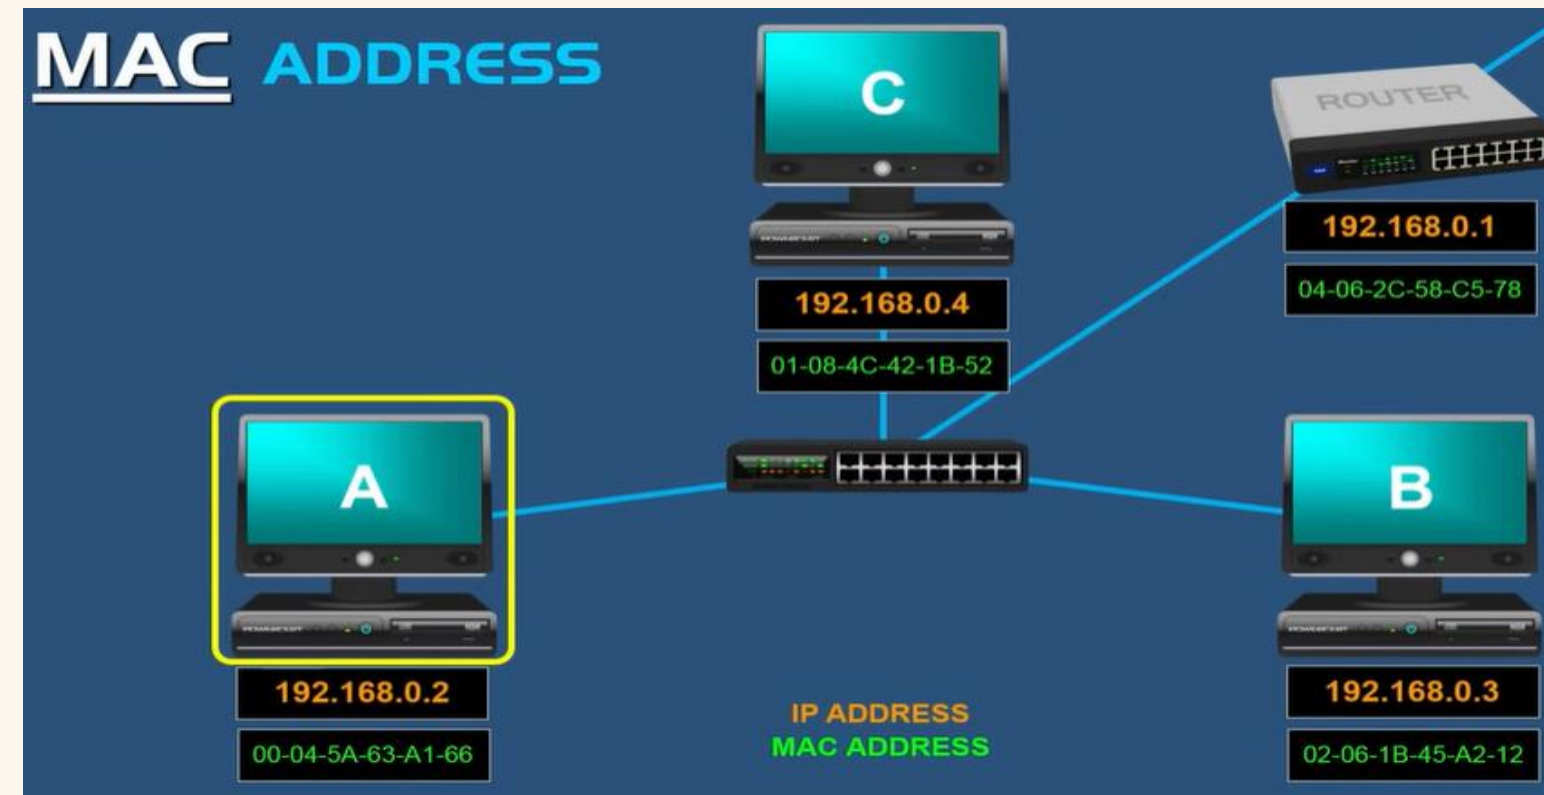 MAC ADDRESS
C
ROUTER
192.168.0.1
04-06-2C-58-C5-78
192.168.0.4
01-08-4C-42-1B-52
A
B
192.168.0.2
00-04-5A-63-A1-66
IP ADDRESS
MAC ADDRESS
192.168.0.3
02-06-1B-45-A2-12